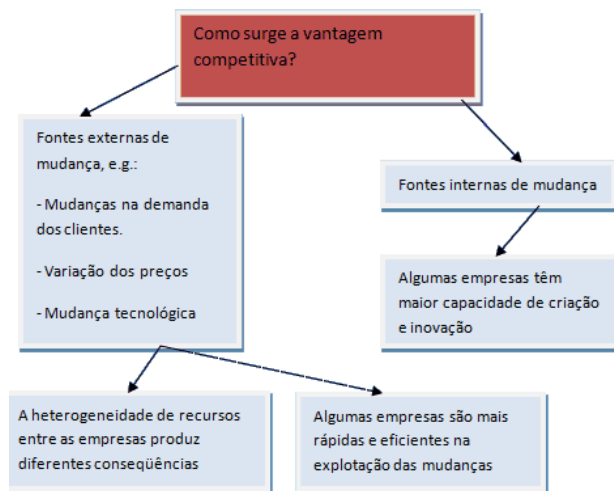 Como surge a vantagem
competitiva?
Fontes externas de
mudança, e.g.:
- Mudanças na demanda
dos clientes.
- Variação dos preços
- Mudança tecnológica
Fontes internas de mudança
Algumas empresas têm
maior capacidade de criação
e inovação
A heterogeneidade de recursos
entre as empresas produz
diferentes conseqüências
Algumas empresas são mais
rápidas e eficientes na
explotação das mudanças